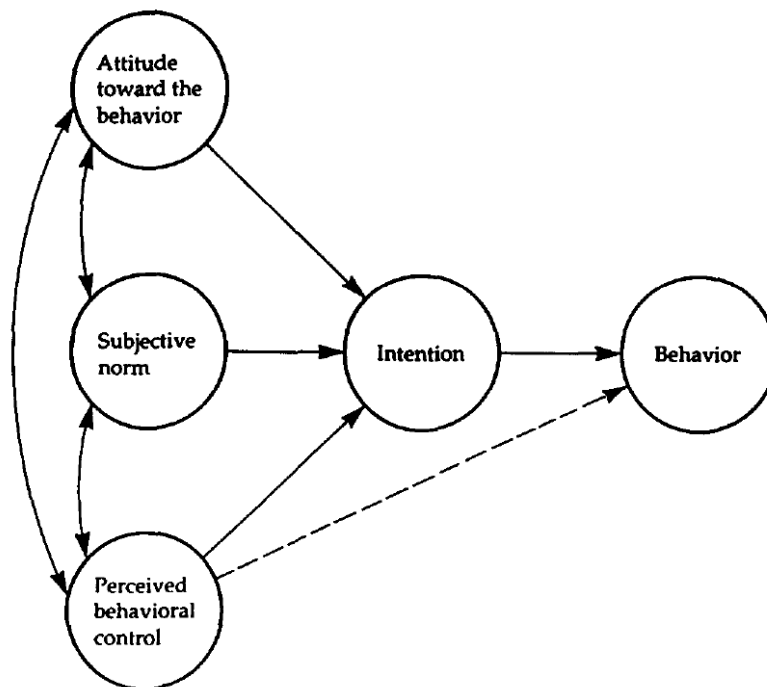 Attitude
toward the
behavior
Subjective
norm
Intention
Behavior
Perceived
behavioral
control